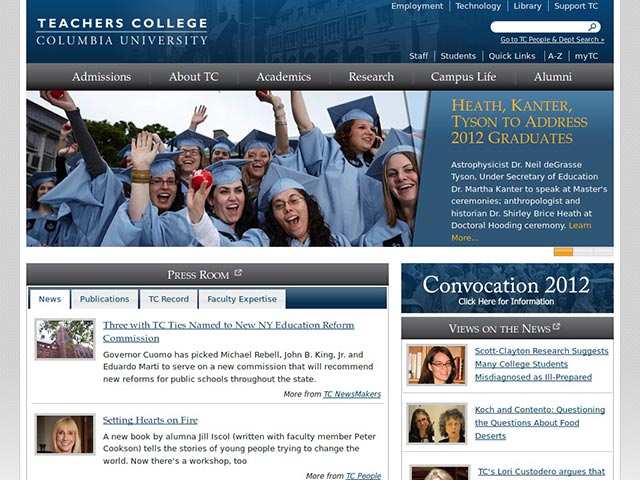 Employment Technology Library Support TC
TEACHERS COLLEGE
COLUMBIA UNIVERSITY
Go to TC People & Dept Search »
Staff Students Quick Links A-Z myTC
Admissions About TC Academics Research Campus Life Alumni
Heath, Kanter,
Tyson to Address
2012 Graduates
Astrophysicist Dr. Neil deGrasse
Tyson, Under Secretary of Education
Dr. Martha Kanter to speak at Master's
ceremonies; anthropologist and
historian Dr. Shirley Brice Heath at
Doctoral Hooding ceremony. Learn
More...
Press Room
News Publications TC Record Faculty Expertise
Three with TC Ties Named to New NY Education Reform
Commission
Governor Cuomo has picked Michael Rebell, John B. King, Jr. and
Eduardo Marti to serve on a new commission that will recommend
new reforms for public schools throughout the state.
More from TC NewsMakers
Setting Hearts on Fire
A new book by alumna Jill Iscol (written with faculty member Peter
Cookson) tells the stories of young people trying to change the
world. Now there's a workshop, too
More from TC People
Convocation 2012
Click Here for Information
Views on the News
Scott-Clayton Research Suggests
Many College Students
Misdiagnosed as Ill-Prepared
Koch and Contento: Questioning
the Questions About Food
Deserts
TC's Lori Custodero argues that